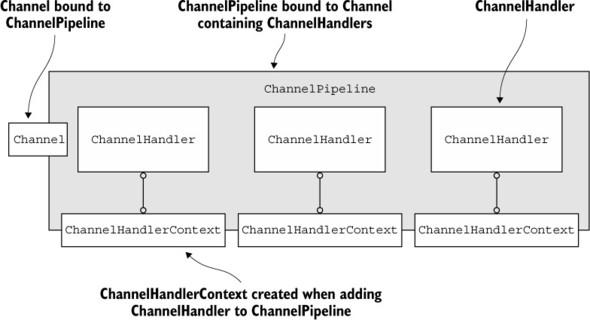 Channel bound to
ChannelPipeline
ChannelPipeline bound to Channel
containing ChannelHandlers
ChannelHandler
ChannelPipeline
Channel
ChannelHandler
ChannelHandler
ChannelHandler
ChannelHandlerContext
ChannelHandlerContext
ChannelHandlerContext
ChannelHandlerContext created when adding
ChannelHandler to ChannelPipeline